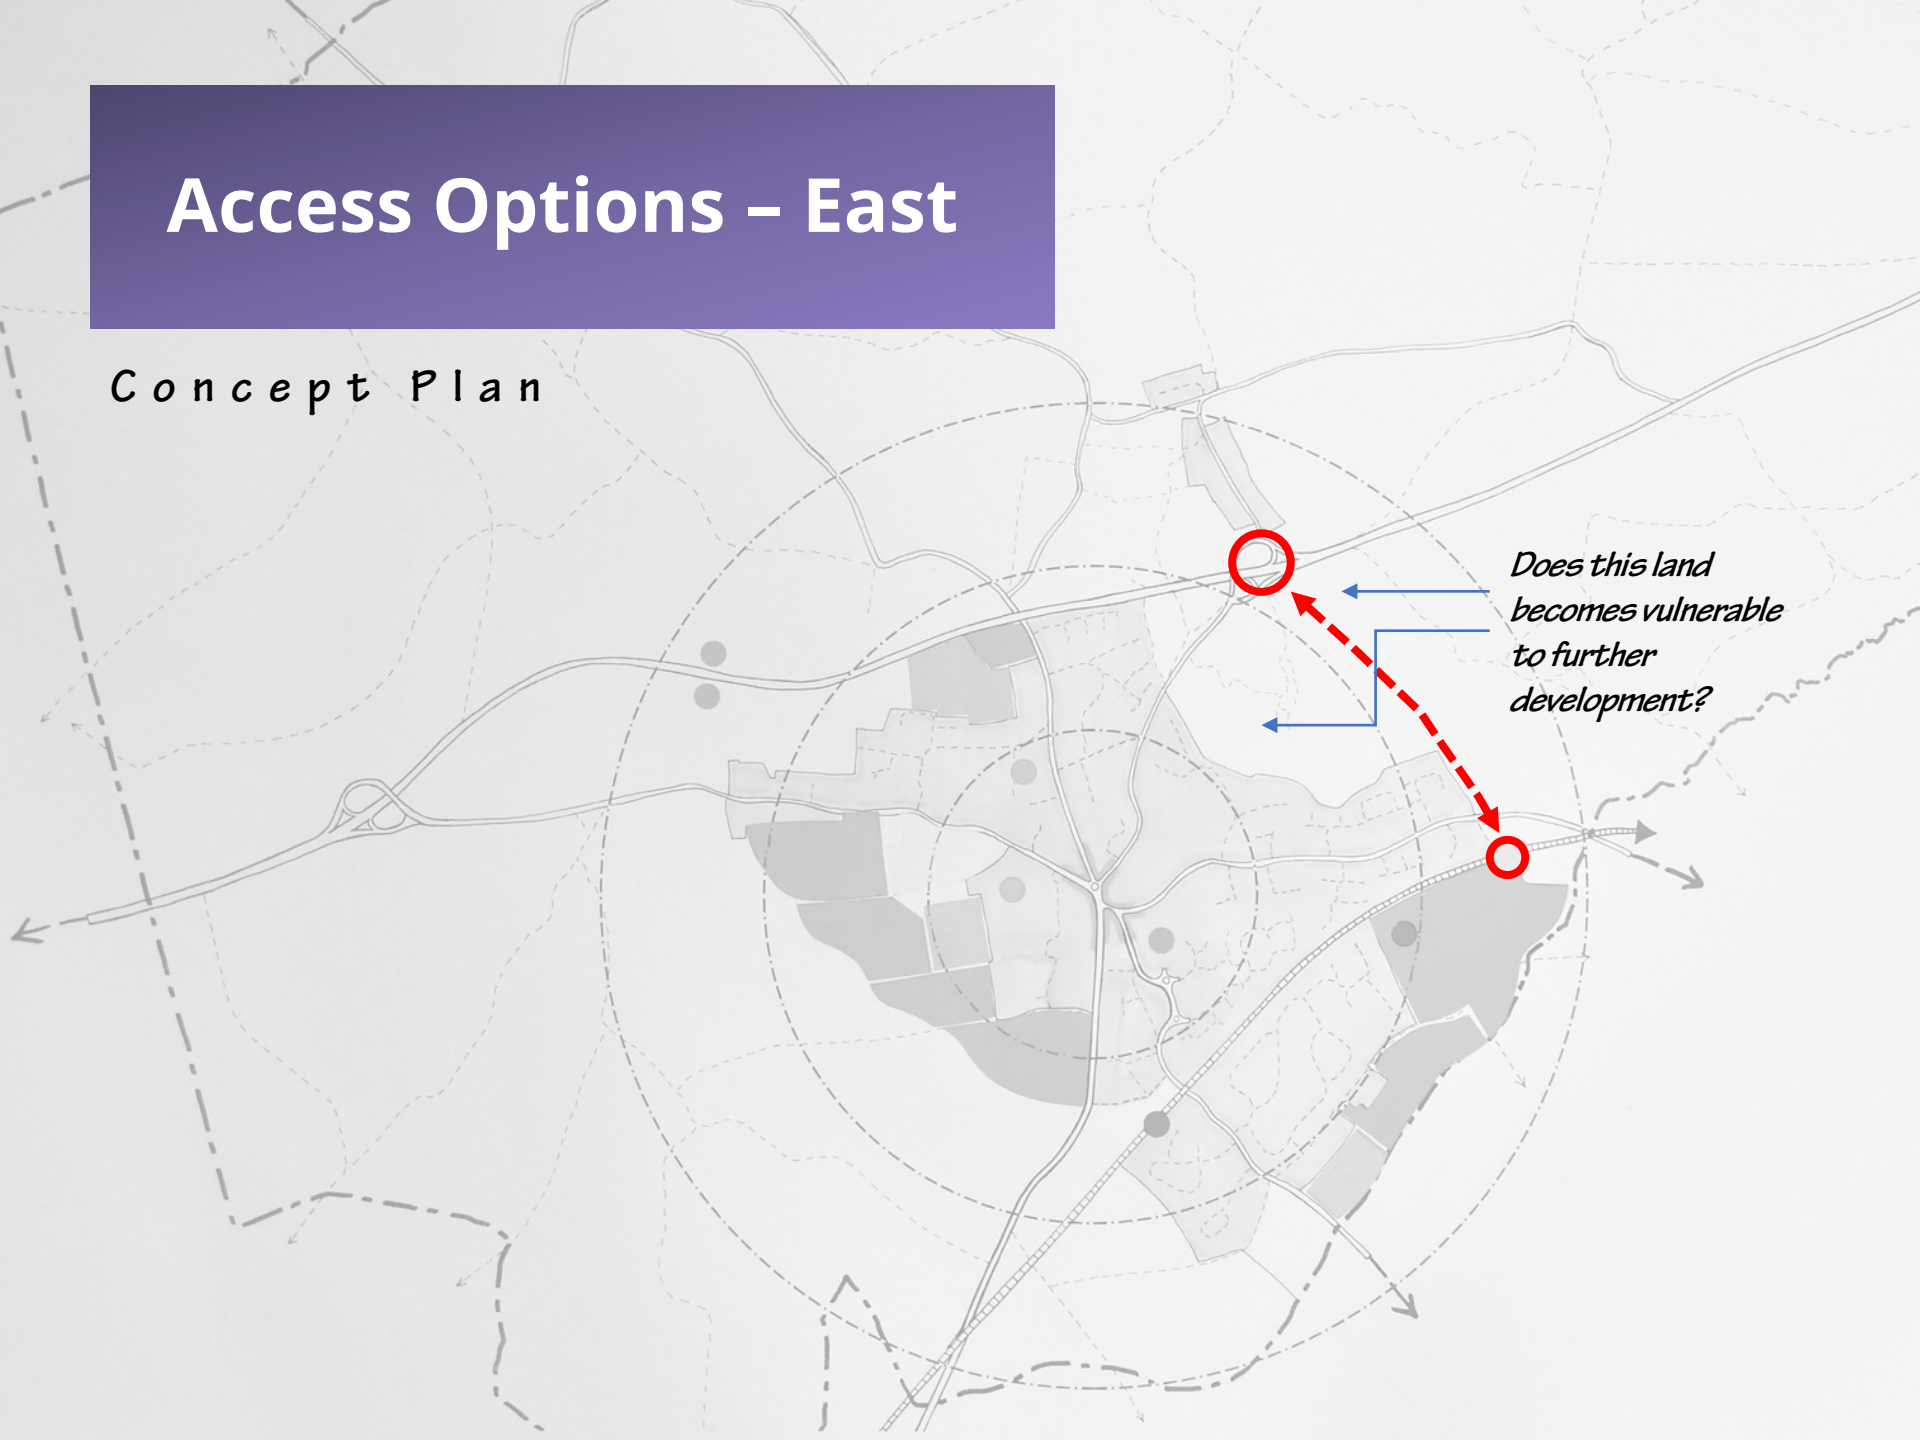 Access Options – East
Concept Plan
Does this land
becomes vulnerable
to further
development?